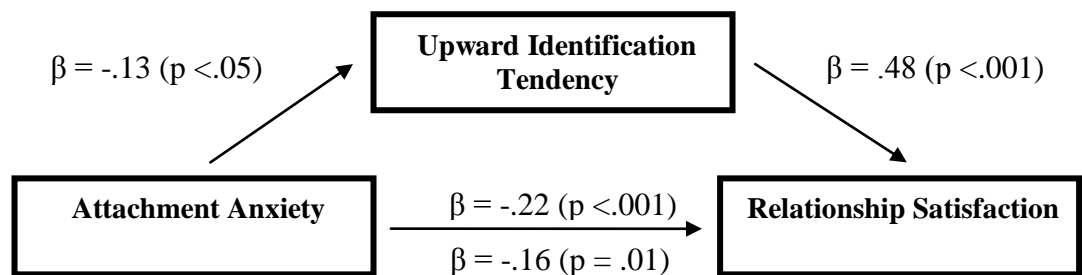 Upward Identification
Tendency
β = -.13 (p <.05)
β = .48 (p <.001)
Attachment Anxiety
β = -.22 (p <.001)
β = -.16 (p = .01)
Relationship Satisfaction